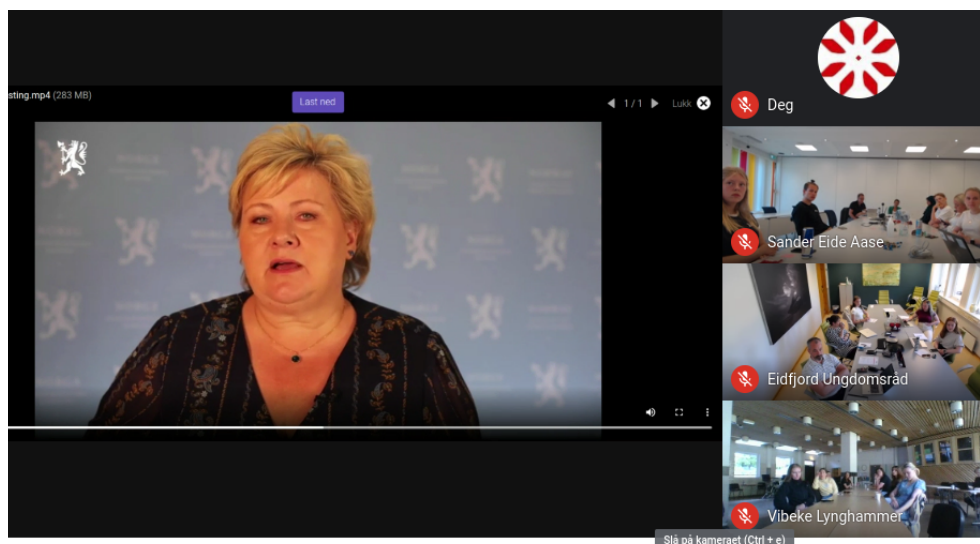 sting.mp4 (283 MB)
Last ned
1 / 1
Lukk
Deg
Sander Eide Aase
Eidfjord Ungdomsråd
Vibeke Lynghammer
Slå på kameraet (Ctrl + e)